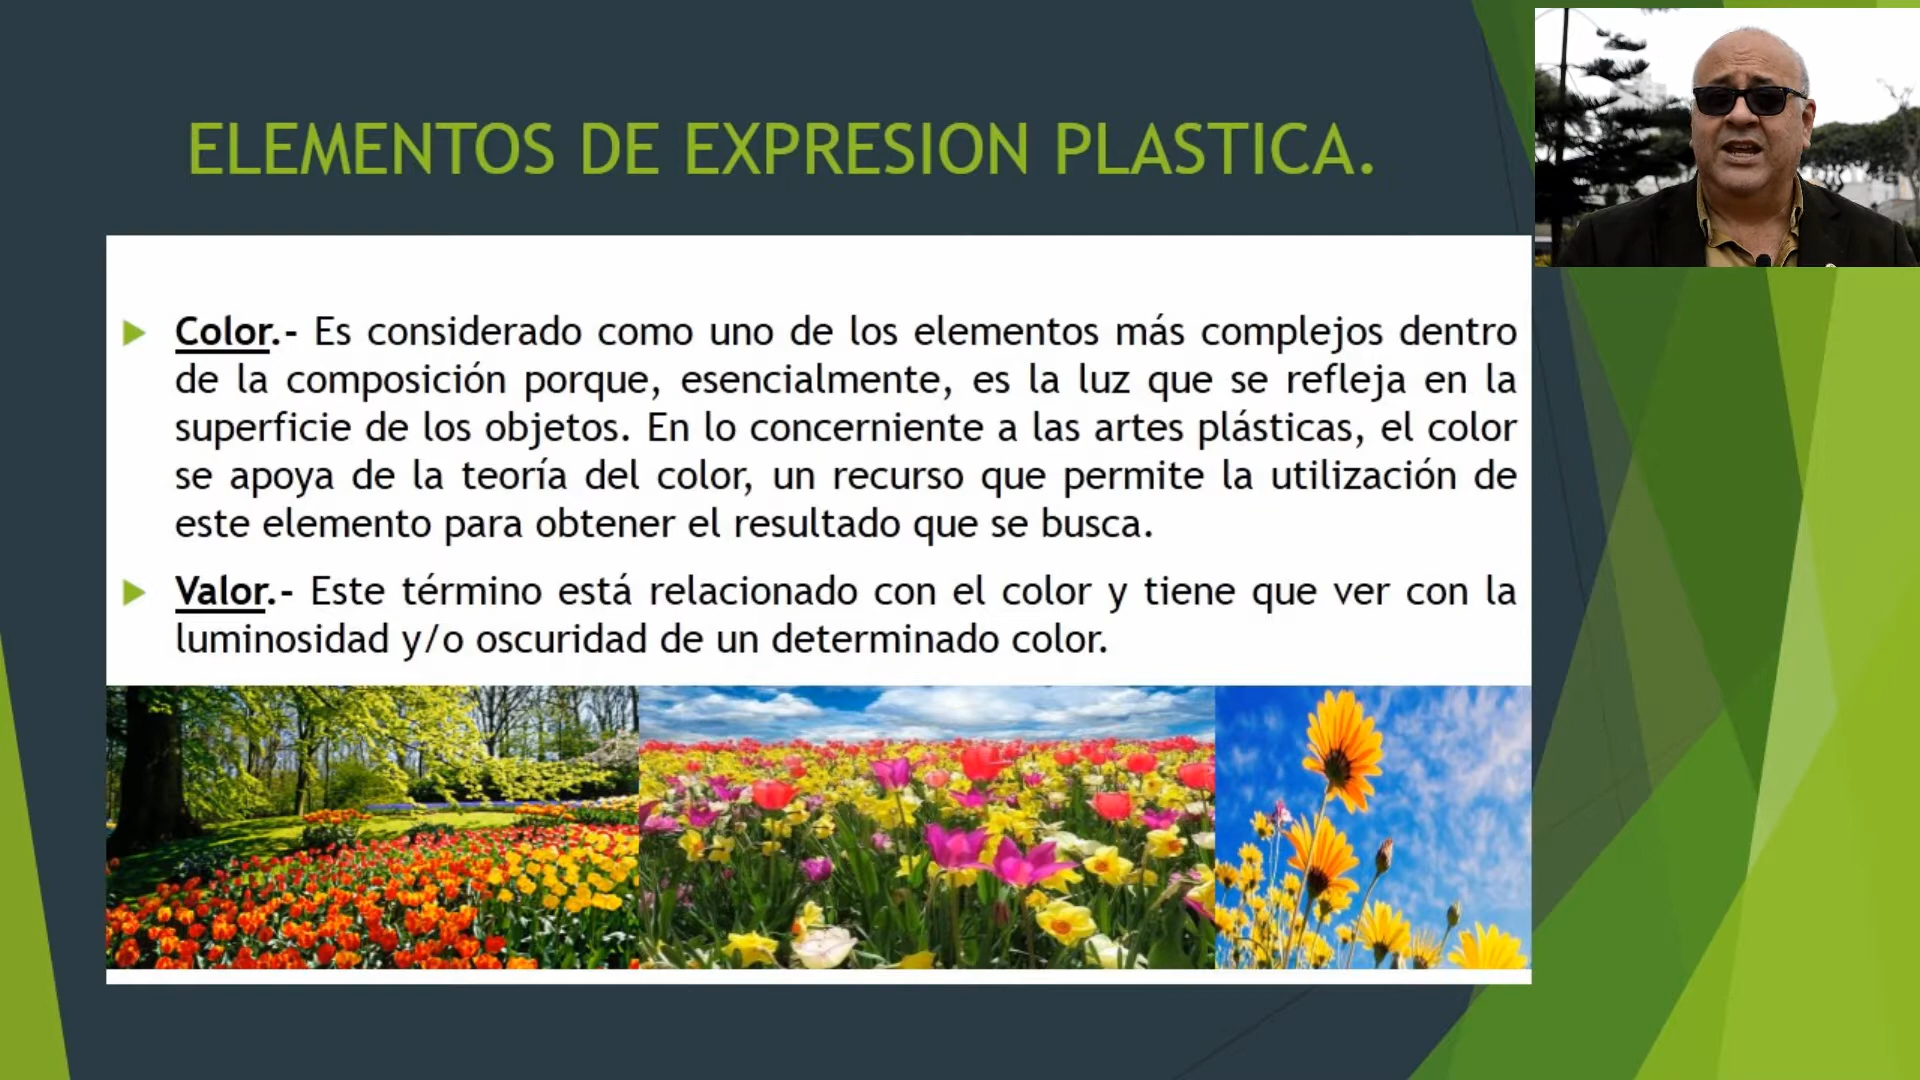 ELEMENTOS DE EXPRESION PLASTICA.
Color.- Es considerado como uno de los elementos más complejos dentro
de la composición porque, esencialmente, es la luz que se refleja en la
superficie de los objetos. En lo concerniente a las artes plásticas, el color
se apoya de la teoría del color, un recurso que permite la utilización de
este elemento para obtener el resultado que se busca.
Valor.- Este término está relacionado con el color y tiene que ver con la
luminosidad y/o oscuridad de un determinado color.